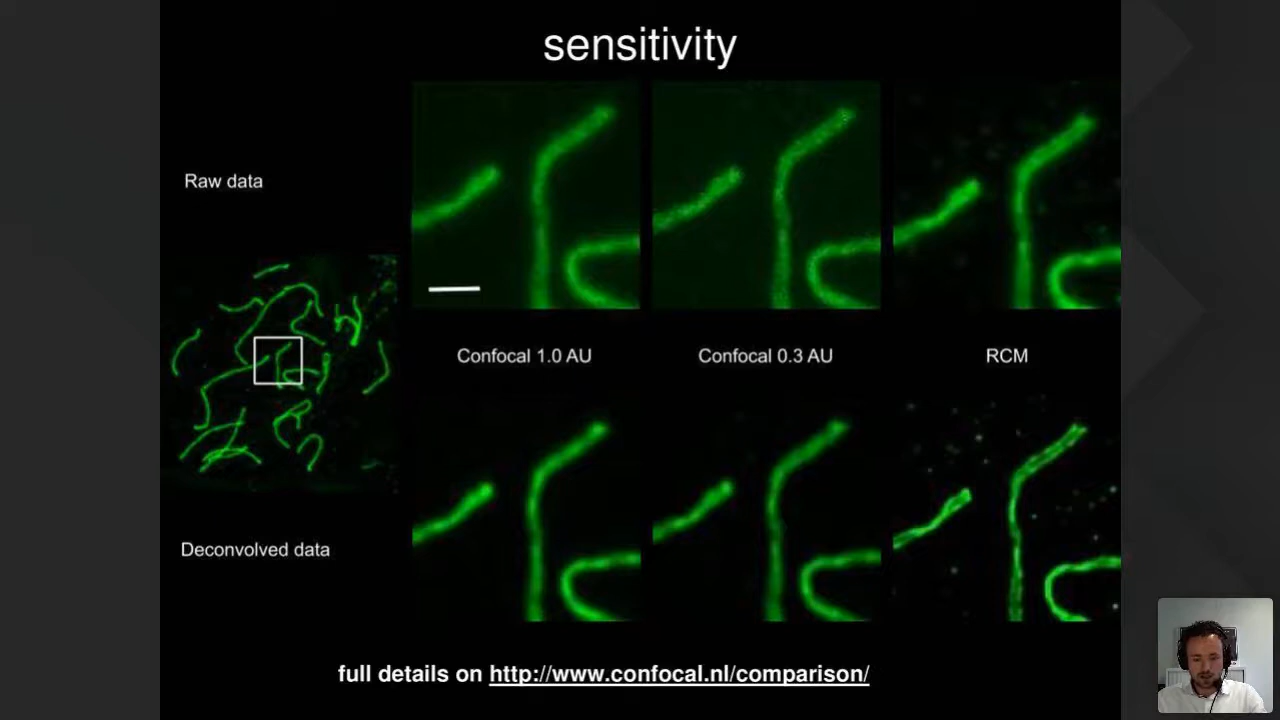 sensitivity
Raw data
Confocal 1.0 AU
Confocal 0.3 AU
RCM
Deconvolved data
full details on http://www.confocal.nl/comparison/